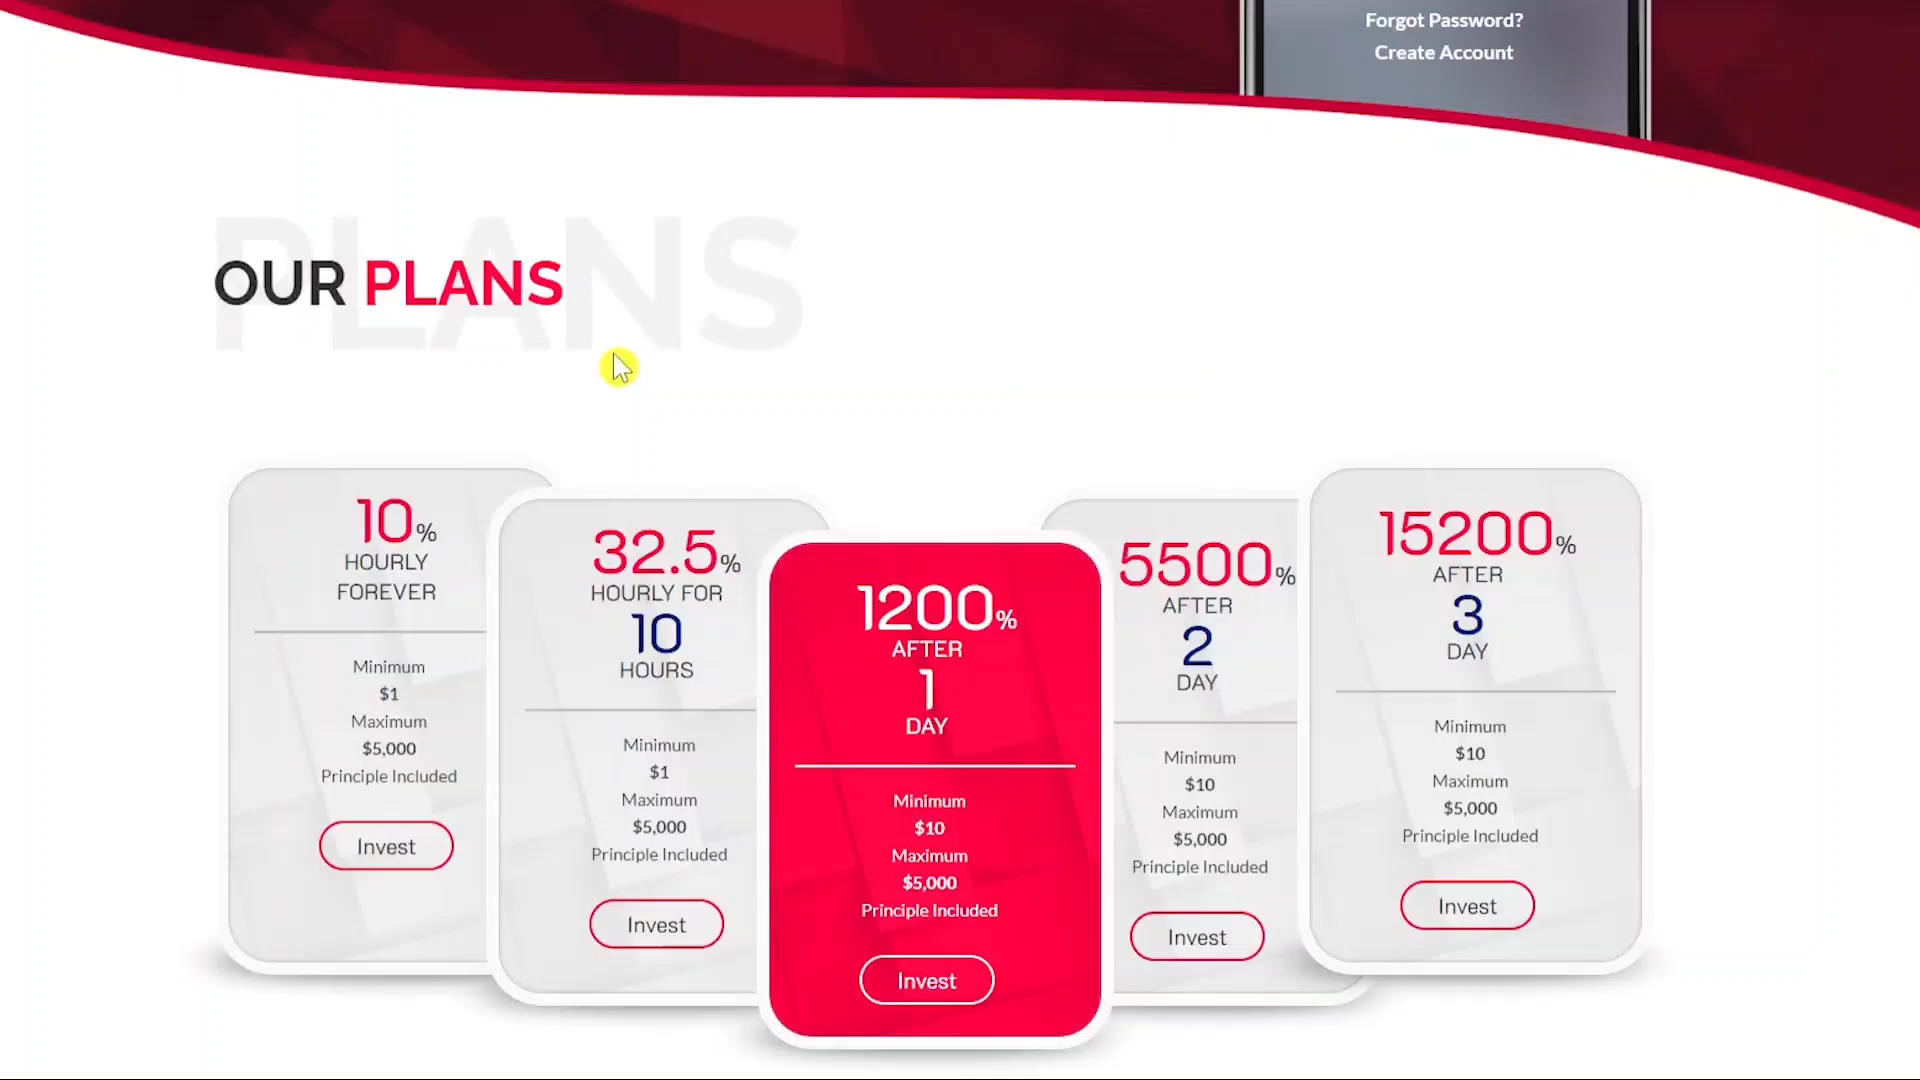 Forgot Password?
Create Account
PLANS
OUR PLANS
10%
HOURLY
FOREVER
Minimum
$1
Maximum
$5,000
Principle Included
Invest
32.5%
HOURLY FOR
10
HOURS
Minimum
$1
Maximum
$5,000
Principle Included
Invest
1200%
AFTER
1
DAY
Minimum
$10
Maximum
$5,000
Principle Included
Invest
5500%
AFTER
2
DAY
Minimum
$10
Maximum
$5,000
Principle Included
Invest
15200%
AFTER
3
DAY
Minimum
$10
Maximum
$5,000
Principle Included
Invest